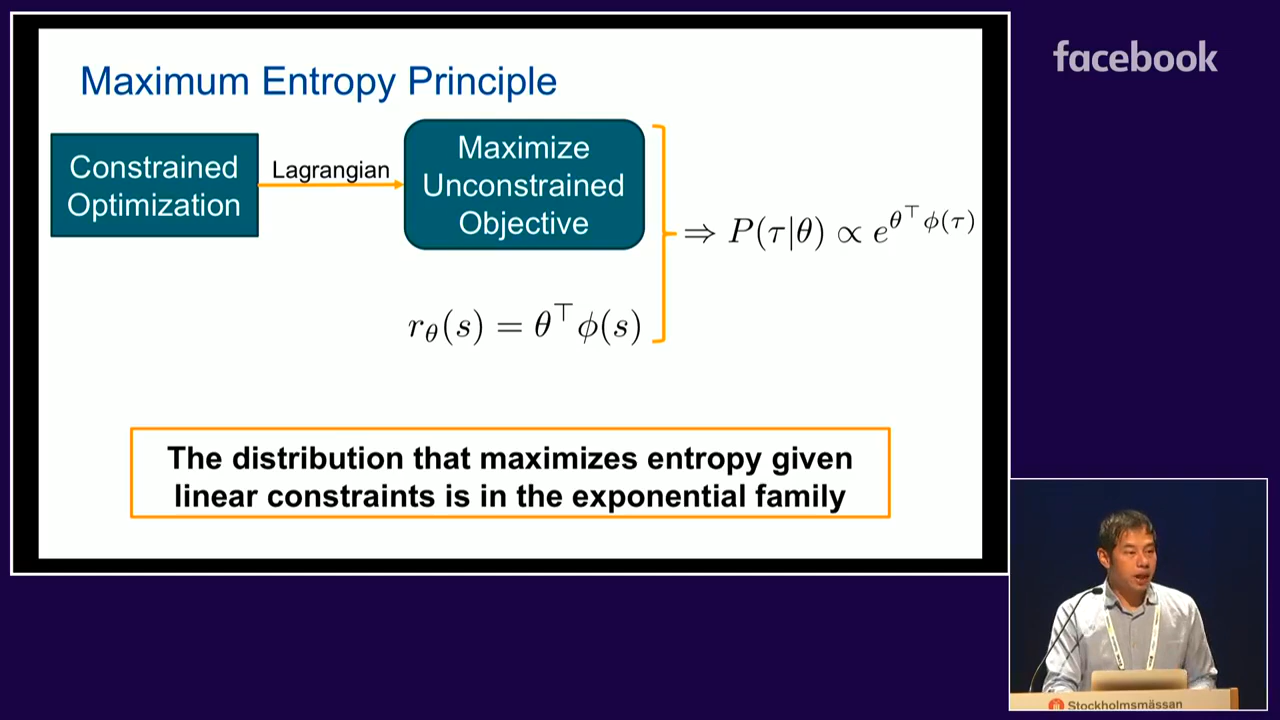 Maximum Entropy Principle
facebook
Constrained
Optimization
Lagrangian
Maximize
Unconstrained
Objective
⇒ P(τ|θ) ∝ e^{θ^⊤ φ(τ)}
r_θ(s) = θ^⊤ φ(s)
The distribution that maximizes entropy given
linear constraints is in the exponential family
Stockholmsmässan